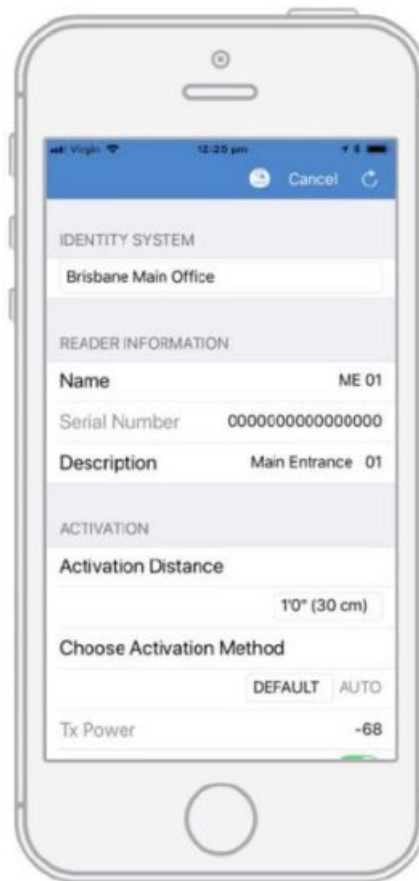 Virgin 12:25 pm
Cancel
IDENTITY SYSTEM
Brisbane Main Office
READER INFORMATION
Name ME 01
Serial Number 0000000000000000
Description Main Entrance 01
ACTIVATION
Activation Distance
1'0" (30 cm)
Choose Activation Method
DEFAULT AUTO
Tx Power -68